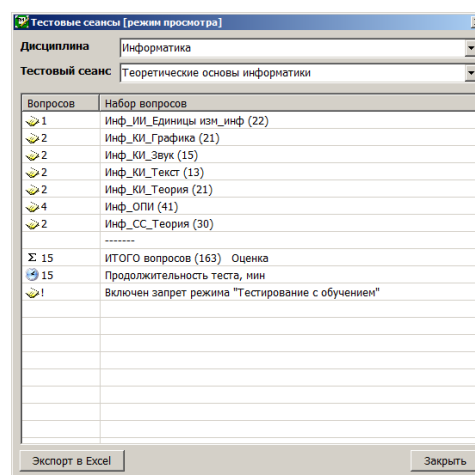 Тестовые сеансы [режим просмотра]
Дисциплина Информатика
Тестовый сеанс Теоретические основы информатики
Вопросов Набор вопросов
1 Инф_ИИ_Единицы изм_инф (22)
2 Инф_КИ_Графика (21)
2 Инф_КИ_Звук (15)
2 Инф_КИ_Текст (13)
2 Инф_КИ_Теория (21)
4 Инф_ОПИ (41)
2 Инф_СС_Теория (30)
-------
Σ 15 ИТОГО вопросов (163) Оценка
15 Продолжительность теста, мин
! Включен запрет режима "Тестирование с обучением"
Экспорт в Excel Закрыть